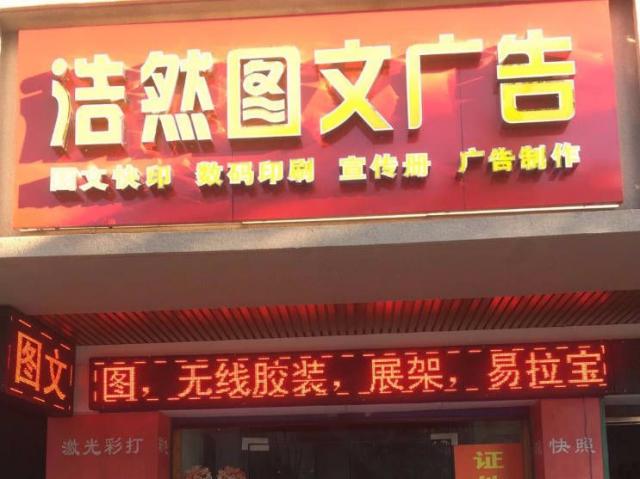 浩然图文广告
图文快印 数码印刷 宣传册 广告制作
图文
图，无线胶装，展架，易拉宝
激光彩打
快照
证